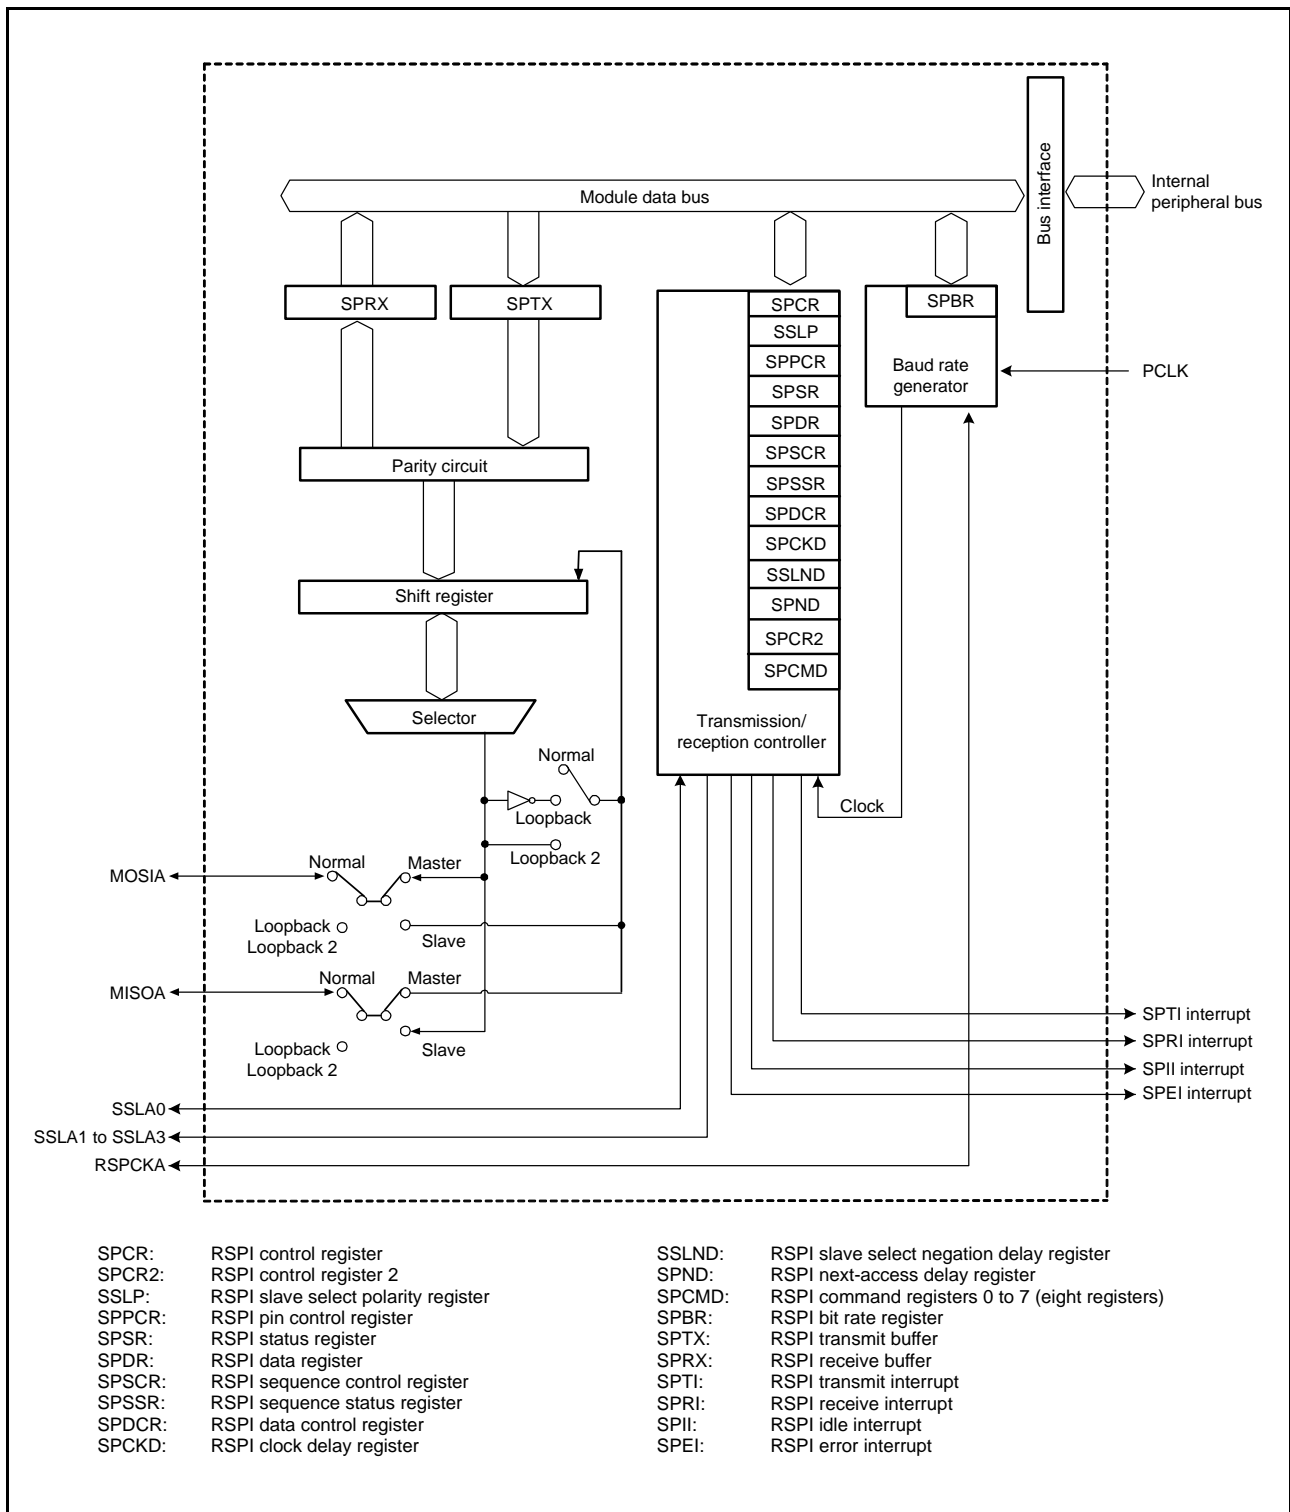 Module data bus
Bus interface
Internal
peripheral bus
SPRX
SPTX
SPCR
SSLP
SPPCR
SPSR
SPDR
SPSCR
SPSSR
SPDCR
SPCKD
SSLND
SPND
SPCR2
SPCMD
Transmission/
reception controller
SPBR
Baud rate
generator
PCLK
Parity circuit
Shift register
Selector
Normal
Loopback
Loopback 2
Clock
MOSIA
Normal
Master
Loopback
Loopback 2
Slave
MISOA
Normal
Master
Loopback
Loopback 2
Slave
SPTI interrupt
SPRI interrupt
SPII interrupt
SPEI interrupt
SSLA0
SSLA1 to SSLA3
RSPCKA
SPCR: RSPI control register
SPCR2: RSPI control register 2
SSLP: RSPI slave select polarity register
SPPCR: RSPI pin control register
SPSR: RSPI status register
SPDR: RSPI data register
SPSCR: RSPI sequence control register
SPSSR: RSPI sequence status register
SPDCR: RSPI data control register
SPCKD: RSPI clock delay register
SSLND: RSPI slave select negation delay register
SPND: RSPI next-access delay register
SPCMD: RSPI command registers 0 to 7 (eight registers)
SPBR: RSPI bit rate register
SPTX: RSPI transmit buffer
SPRX: RSPI receive buffer
SPTI: RSPI transmit interrupt
SPRI: RSPI receive interrupt
SPII: RSPI idle interrupt
SPEI: RSPI error interrupt